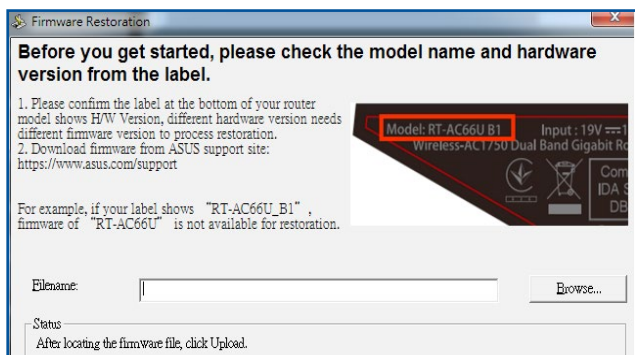 Firmware Restoration
Before you get started, please check the model name and hardware
version from the label.
1. Please confirm the label at the bottom of your router
model shows H/W Version, different hardware version needs
different firmware version to process restoration.
2. Download firmware from ASUS support site:
https://www.asus.com/support
For example, if your label shows “RT-AC66U_B1”,
firmware of “RT-AC66U” is not available for restoration.
Model: RT-AC66U B1 Input : 19V
Wireless-AC1750 Dual Band Gigabit
Com
IDA S
DB
Filename:
Browse...
Status
After locating the firmware file, click Upload.